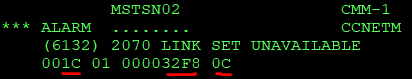 MSTSN02 CMM-1
*** ALARM ........ CCNETM
(6132) 2070 LINK SET UNAVAILABLE
001C 01 000032F8 0C